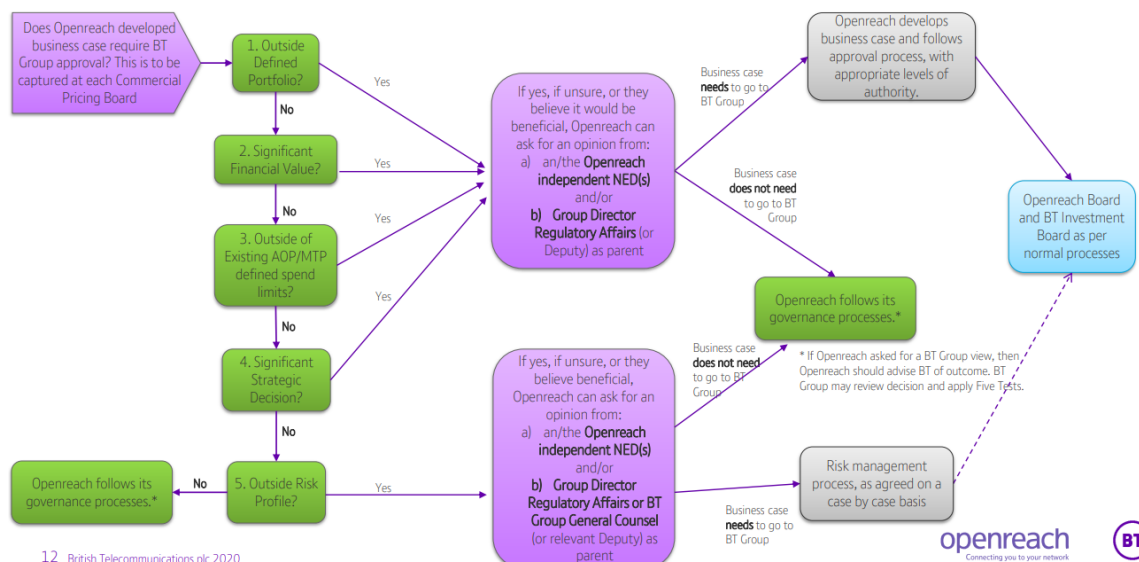 Does Openreach developed
business case require BT
Group approval? This is to be
captured at each Commercial
Pricing Board
1. Outside
Defined
Portfolio?
Yes
No
2. Significant
Financial Value?
Yes
No
3. Outside of
Existing AOP/MTP
defined spend
limits?
Yes
No
4. Significant
Strategic
Decision?
Yes
No
5. Outside Risk
Profile?
No
Openreach follows its
governance processes.*
Yes
If yes, if unsure, or they
believe it would be
beneficial, Openreach can
ask for an opinion from:
a) an/the Openreach
independent NED(s)
and/or
b) Group Director
Regulatory Affairs (or
Deputy) as parent
Business case
needs to go to
BT Group
Openreach develops
business case and follows
approval process, with
appropriate levels of
authority.
Business case
does not need
to go to BT
Group
Openreach Board
and BT Investment
Board as per
normal processes
Openreach follows its
governance processes.*
* If Openreach asked for a BT Group view, then
Openreach should advise BT of outcome. BT
Group may review decision and apply Five Tests.
If yes, if unsure, or they
believe beneficial,
Openreach can ask for an
opinion from:
a) an/the Openreach
independent NED(s)
and/or
b) Group Director
Regulatory Affairs or BT
Group General Counsel
(or relevant Deputy) as
parent
Business case
does not need
to go to BT
Group
Business case
needs to go to
BT Group
Risk management
process, as agreed on a
case by case basis
12 British Telecommunications plc 2020
openreach
Connecting you to your network
BT